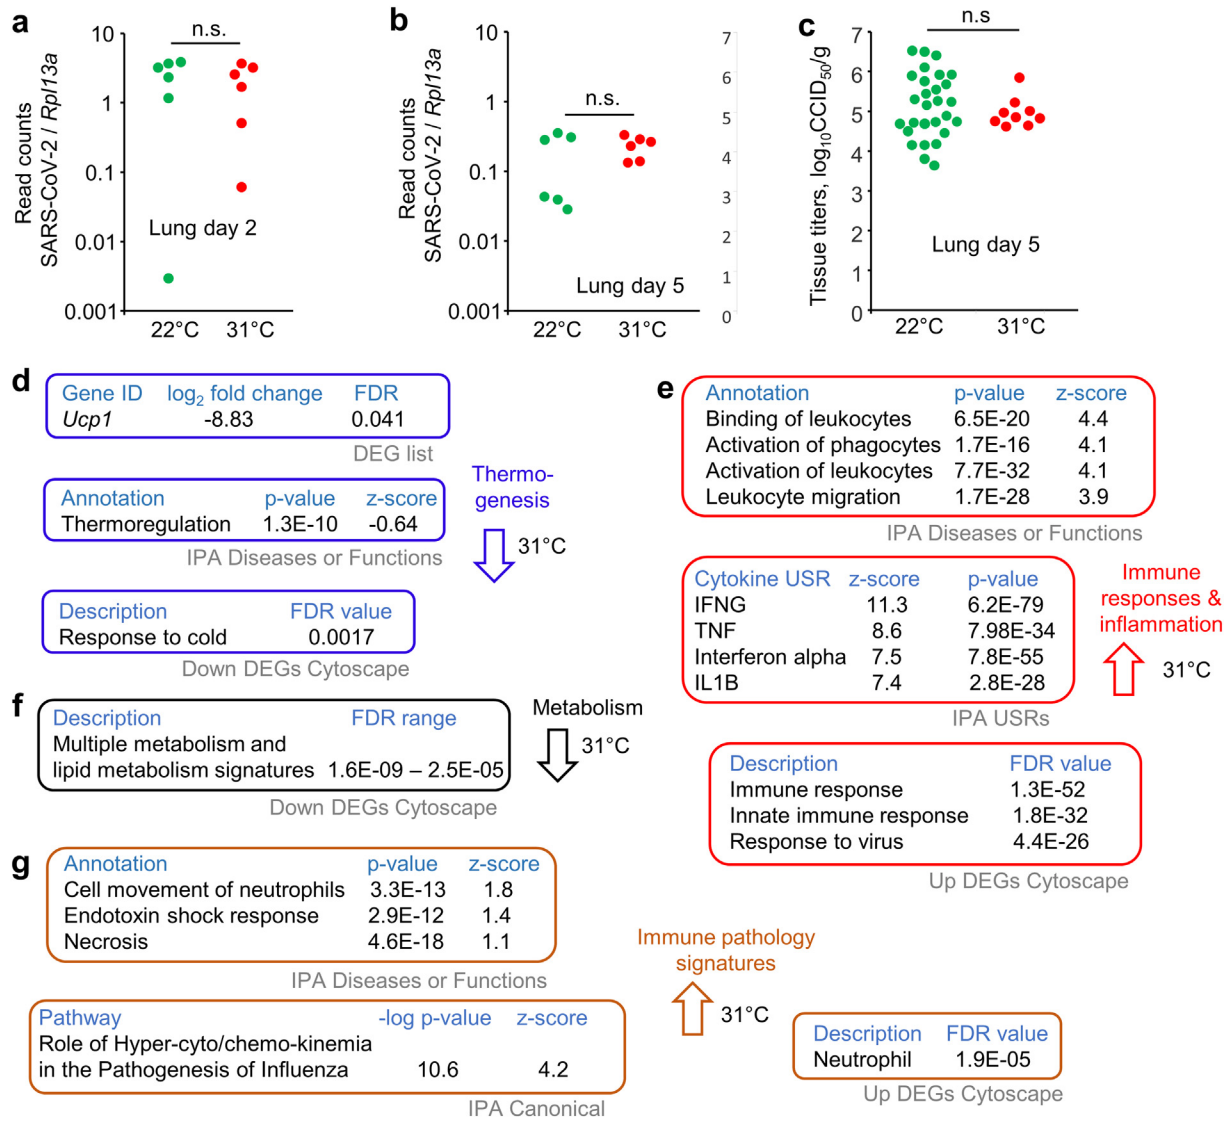 a
n.s.
10
1
0.1
0.01
0.001
Read counts
SARS-CoV-2 / Rpl13a
Lung day 2
22°C 31°C
b
n.s.
10
1
0.1
0.01
0.001
Read counts
SARS-CoV-2 / Rpl13a
Lung day 5
22°C 31°C
7
6
5
4
3
2
1
0
c
n.s
7
6
5
4
3
2
1
0
Tissue titers, log10CCID50/g
Lung day 5
22°C 31°C
d
Gene ID log2 fold change FDR
Ucp1 -8.83 0.041
DEG list
Annotation p-value z-score
Thermoregulation 1.3E-10 -0.64
IPA Diseases or Functions
Description FDR value
Response to cold 0.0017
Down DEGs Cytoscape
Thermo-
genesis
31°C
e
Annotation p-value z-score
Binding of leukocytes 6.5E-20 4.4
Activation of phagocytes 1.7E-16 4.1
Activation of leukocytes 7.7E-32 4.1
Leukocyte migration 1.7E-28 3.9
IPA Diseases or Functions
Cytokine USR z-score p-value
IFNG 11.3 6.2E-79
TNF 8.6 7.98E-34
Interferon alpha 7.5 7.8E-55
IL1B 7.4 2.8E-28
IPA USRs
Immune
responses &
inflammation
31°C
Description FDR value
Immune response 1.3E-52
Innate immune response 1.8E-32
Response to virus 4.4E-26
Up DEGs Cytoscape
f
Description FDR range
Multiple metabolism and
lipid metabolism signatures 1.6E-09 – 2.5E-05
Down DEGs Cytoscape
Metabolism
31°C
g
Annotation p-value z-score
Cell movement of neutrophils 3.3E-13 1.8
Endotoxin shock response 2.9E-12 1.4
Necrosis 4.6E-18 1.1
IPA Diseases or Functions
Pathway -log p-value z-score
Role of Hyper-cyto/chemo-kinemia
in the Pathogenesis of Influenza 10.6 4.2
IPA Canonical
Immune pathology
signatures
31°C
Description FDR value
Neutrophil 1.9E-05
Up DEGs Cytoscape